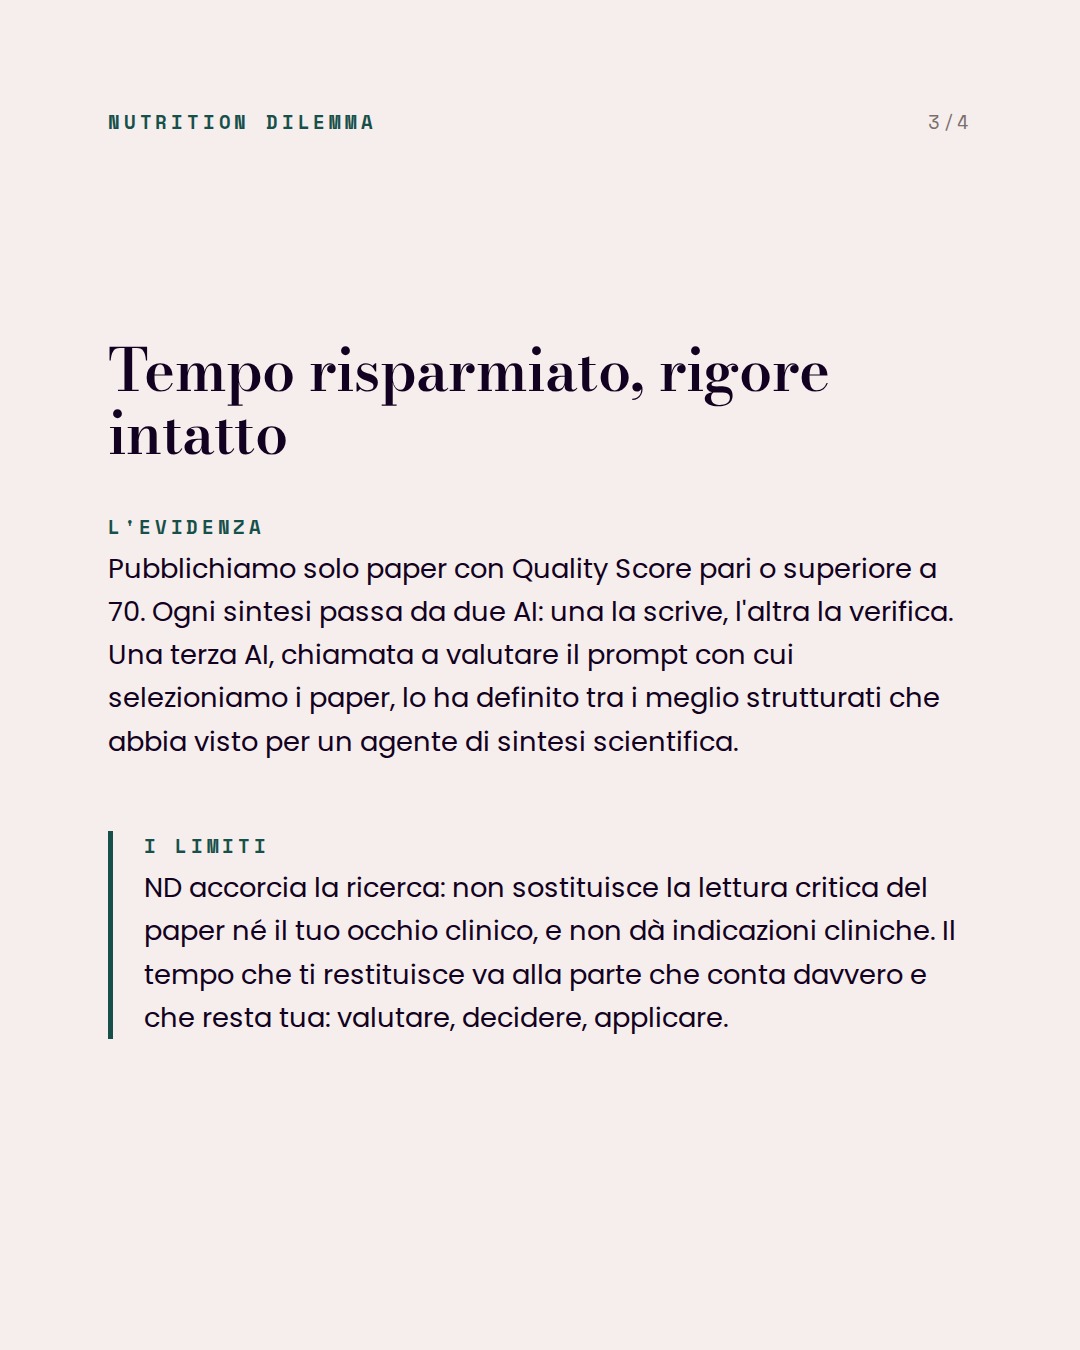 NUTRITION DILEMMA
3/4
Tempo risparmiato, rigore
intatto
L'EVIDENZA
Pubblichiamo solo paper con Quality Score pari o superiore a
70. Ogni sintesi passa da due AI: una la scrive, l'altra la verifica.
Una terza AI, chiamata a valutare il prompt con cui
selezioniamo i paper, lo ha definito tra i meglio strutturati che
abbia visto per un agente di sintesi scientifica.
I LIMITI
ND accorcia la ricerca: non sostituisce la lettura critica del
paper né il tuo occhio clinico, e non dà indicazioni cliniche. Il
tempo che ti restituisce va alla parte che conta davvero e
che resta tua: valutare, decidere, applicare.